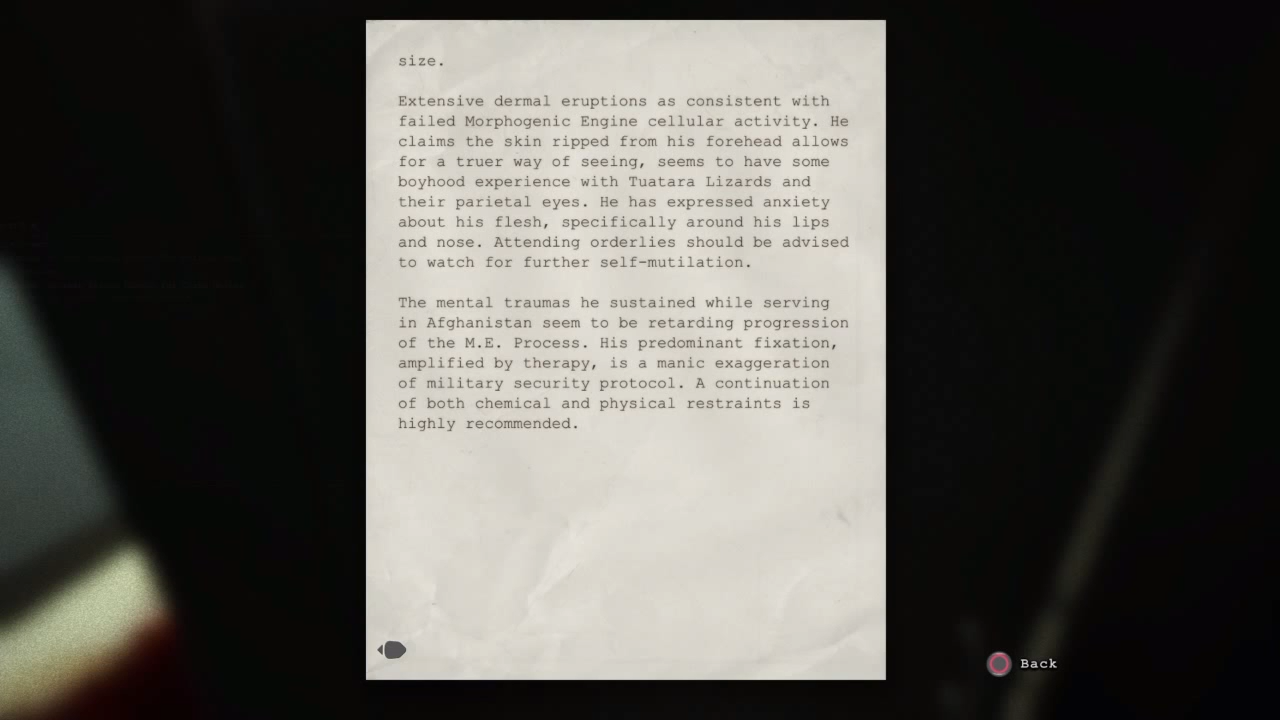 size.
Extensive dermal eruptions as consistent with
failed Morphogenic Engine cellular activity. He
claims the skin ripped from his forehead allows
for a truer way of seeing, seems to have some
boyhood experience with Tuatara Lizards and
their parietal eyes. He has expressed anxiety
about his flesh, specifically around his lips
and nose. Attending orderlies should be advised
to watch for further self-mutilation.
The mental traumas he sustained while serving
in Afghanistan seem to be retarding progression
of the M.E. Process. His predominant fixation,
amplified by therapy, is a manic exaggeration
of military security protocol. A continuation
of both chemical and physical restraints is
highly recommended.
Back